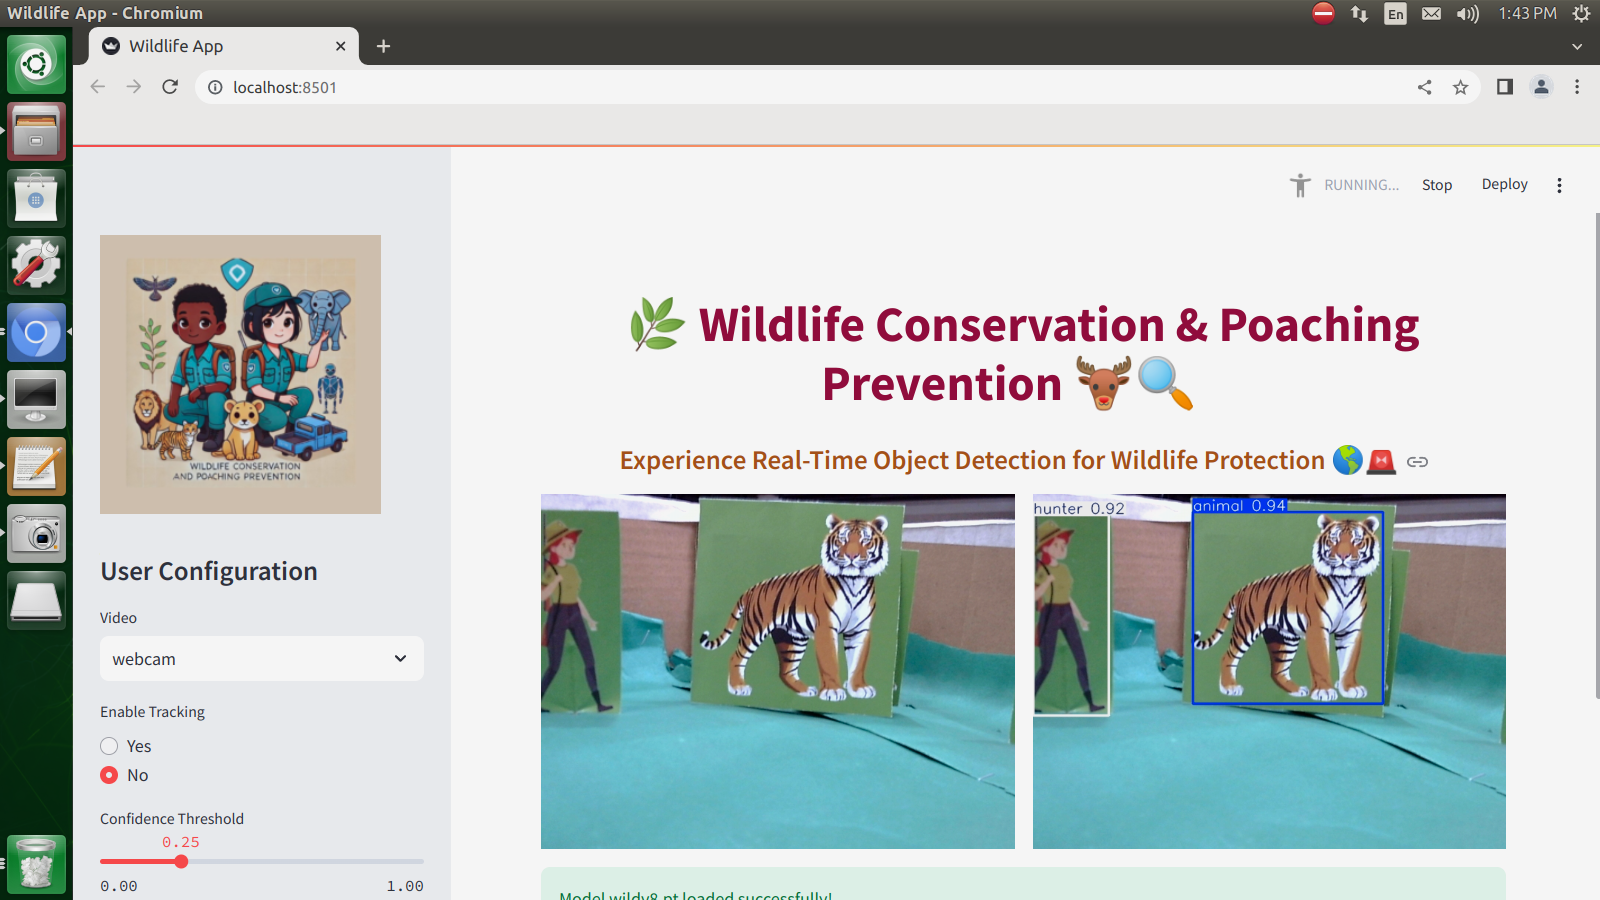 Wildlife App - Chromium
En
1:43 PM
Wildlife App
localhost:8501
RUNNING...
Stop
Deploy
WILDLIFE CONSERVATION
AND POACHING PREVENTION
User Configuration
Video
webcam
Enable Tracking
Yes
No
Confidence Threshold
0.25
0.00
1.00
🌿 Wildlife Conservation & Poaching
Prevention 🦌🔍
Experience Real-Time Object Detection for Wildlife Protection 🌎🚨
hunter 0.92
animal 0.94
Model wildv8.pt loaded successfully!